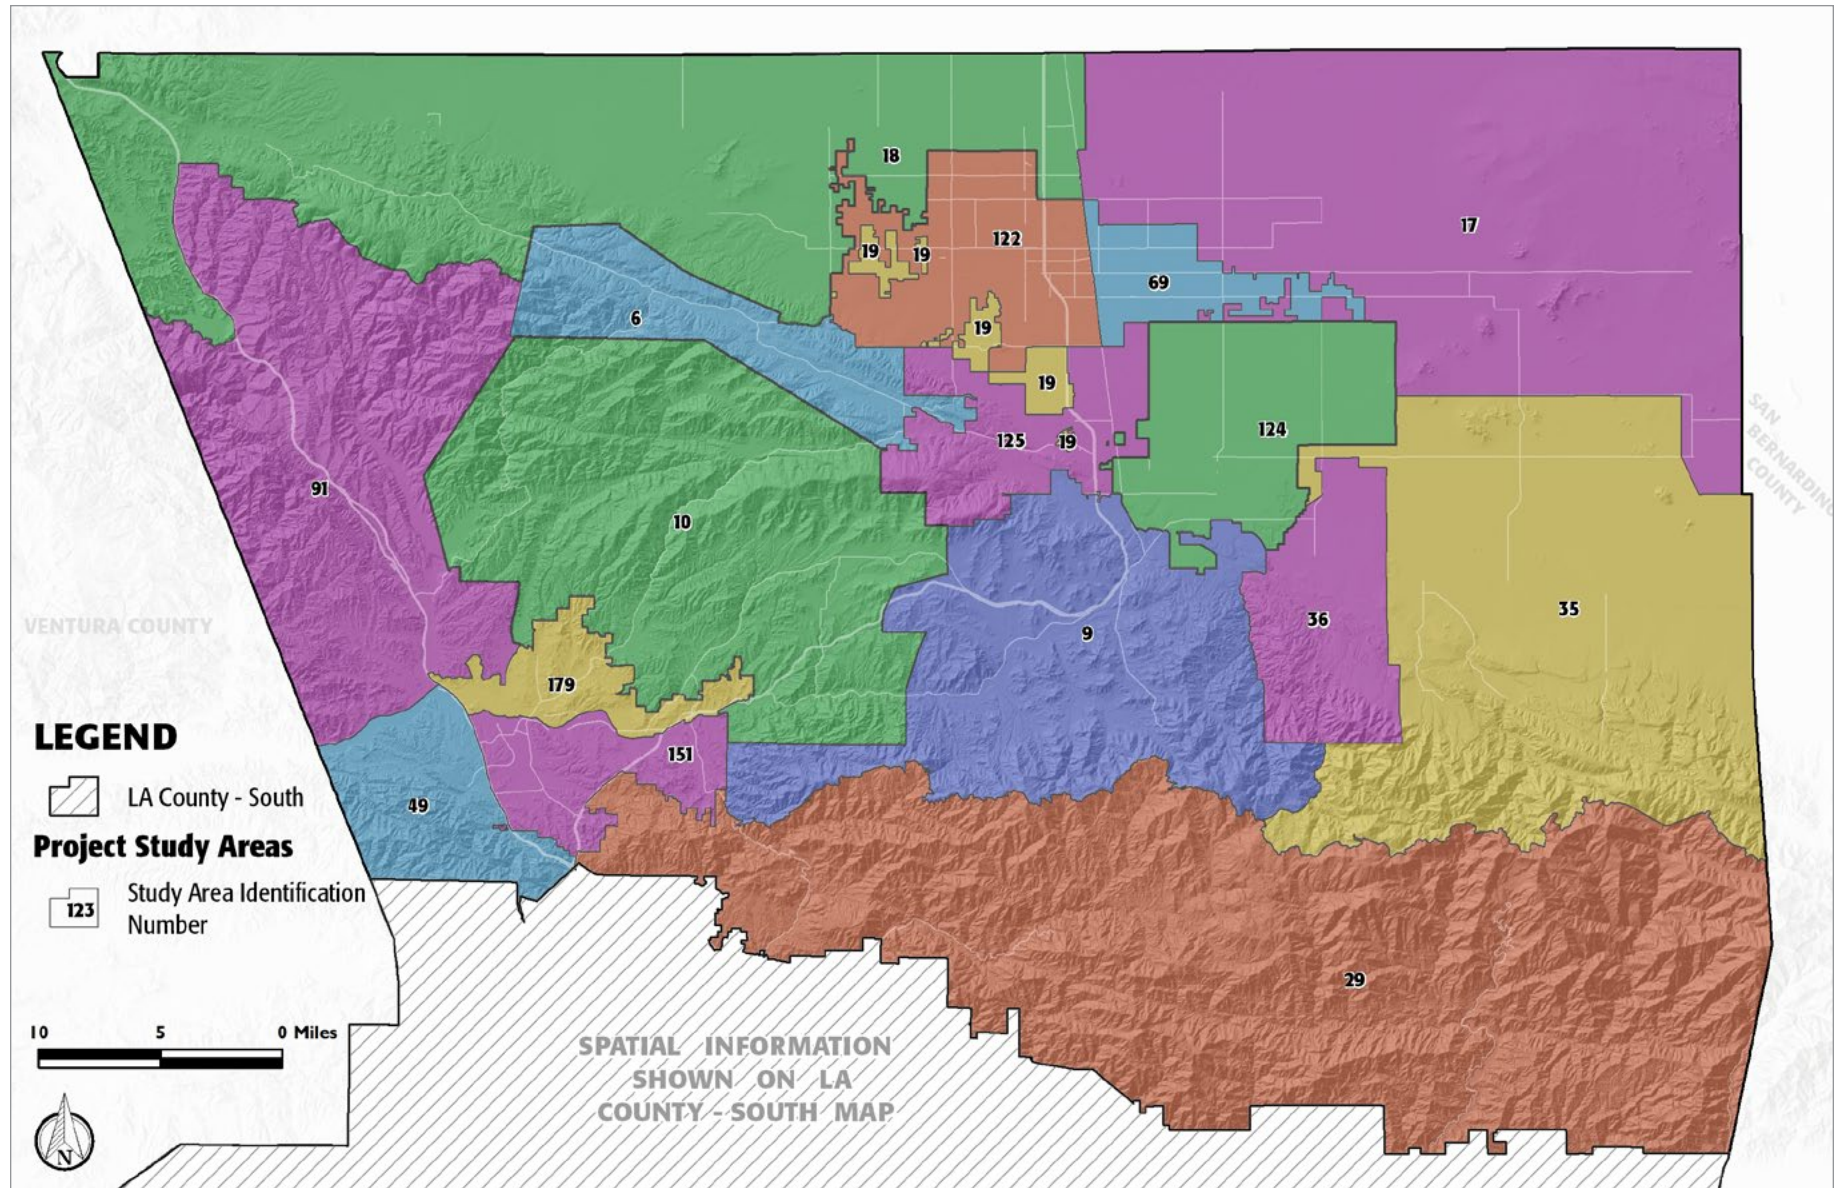 18
17
122
19
19
69
6
19
19
SAN
BERNARDINO
COUNTY
124
125
19
91
10
35
36
VENTURA COUNTY
9
179
LEGEND
151
LA County - South
49
Project Study Areas
Study Area Identification
123
Number
29
10 5 0 Miles
SPATIAL INFORMATION
SHOWN ON LA
COUNTY - SOUTH MAP
N